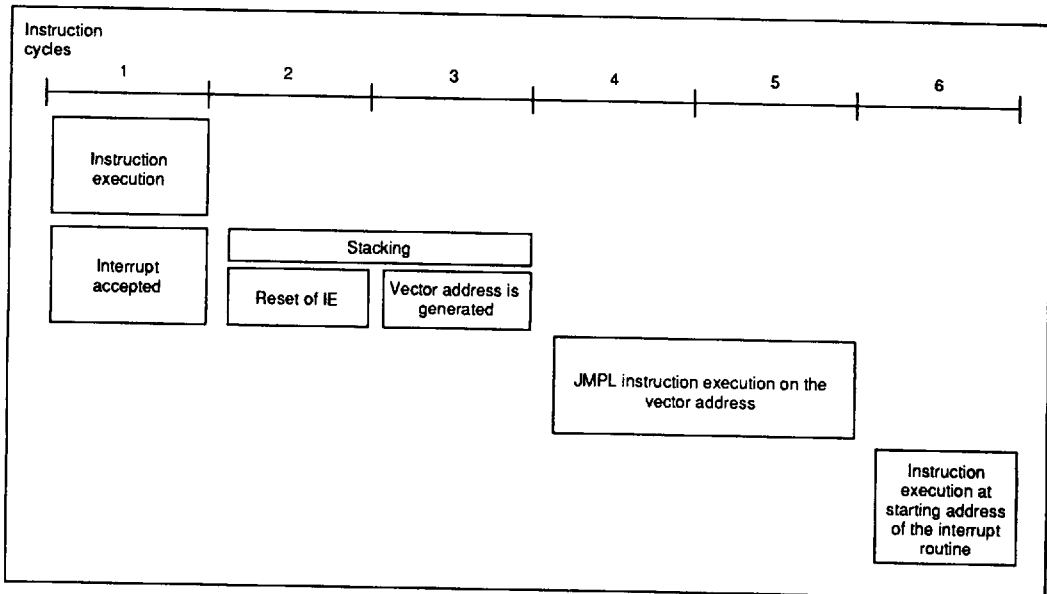 Instruction
cycles
1
2
3
4
5
6
Instruction
execution
Interrupt
accepted
Stacking
Reset of IE
Vector address is
generated
JMPL instruction execution on the
vector address
Instruction
execution at
starting address
of the interrupt
routine